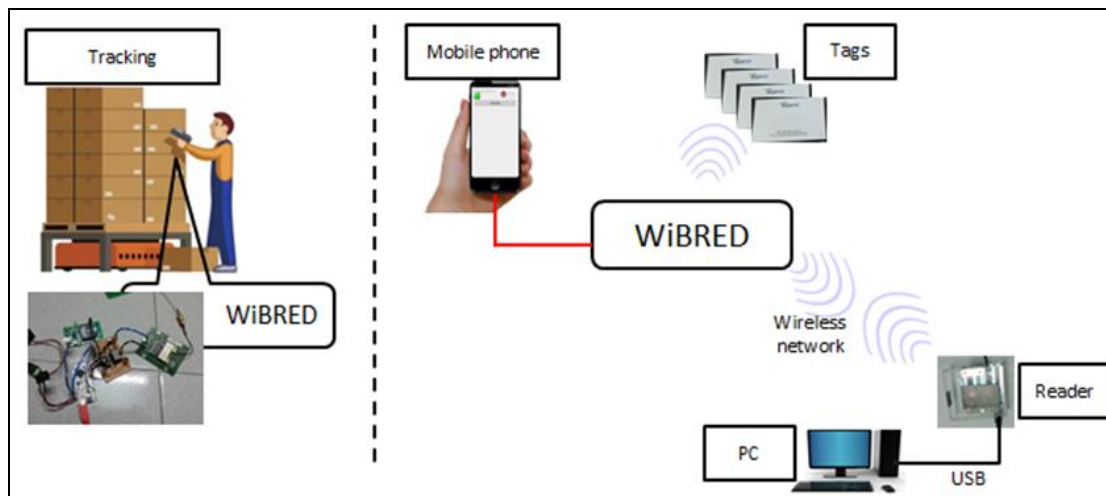 Tracking
WiBRED
Mobile phone
Tags
WiBRED
Wireless
network
Reader
PC
USB